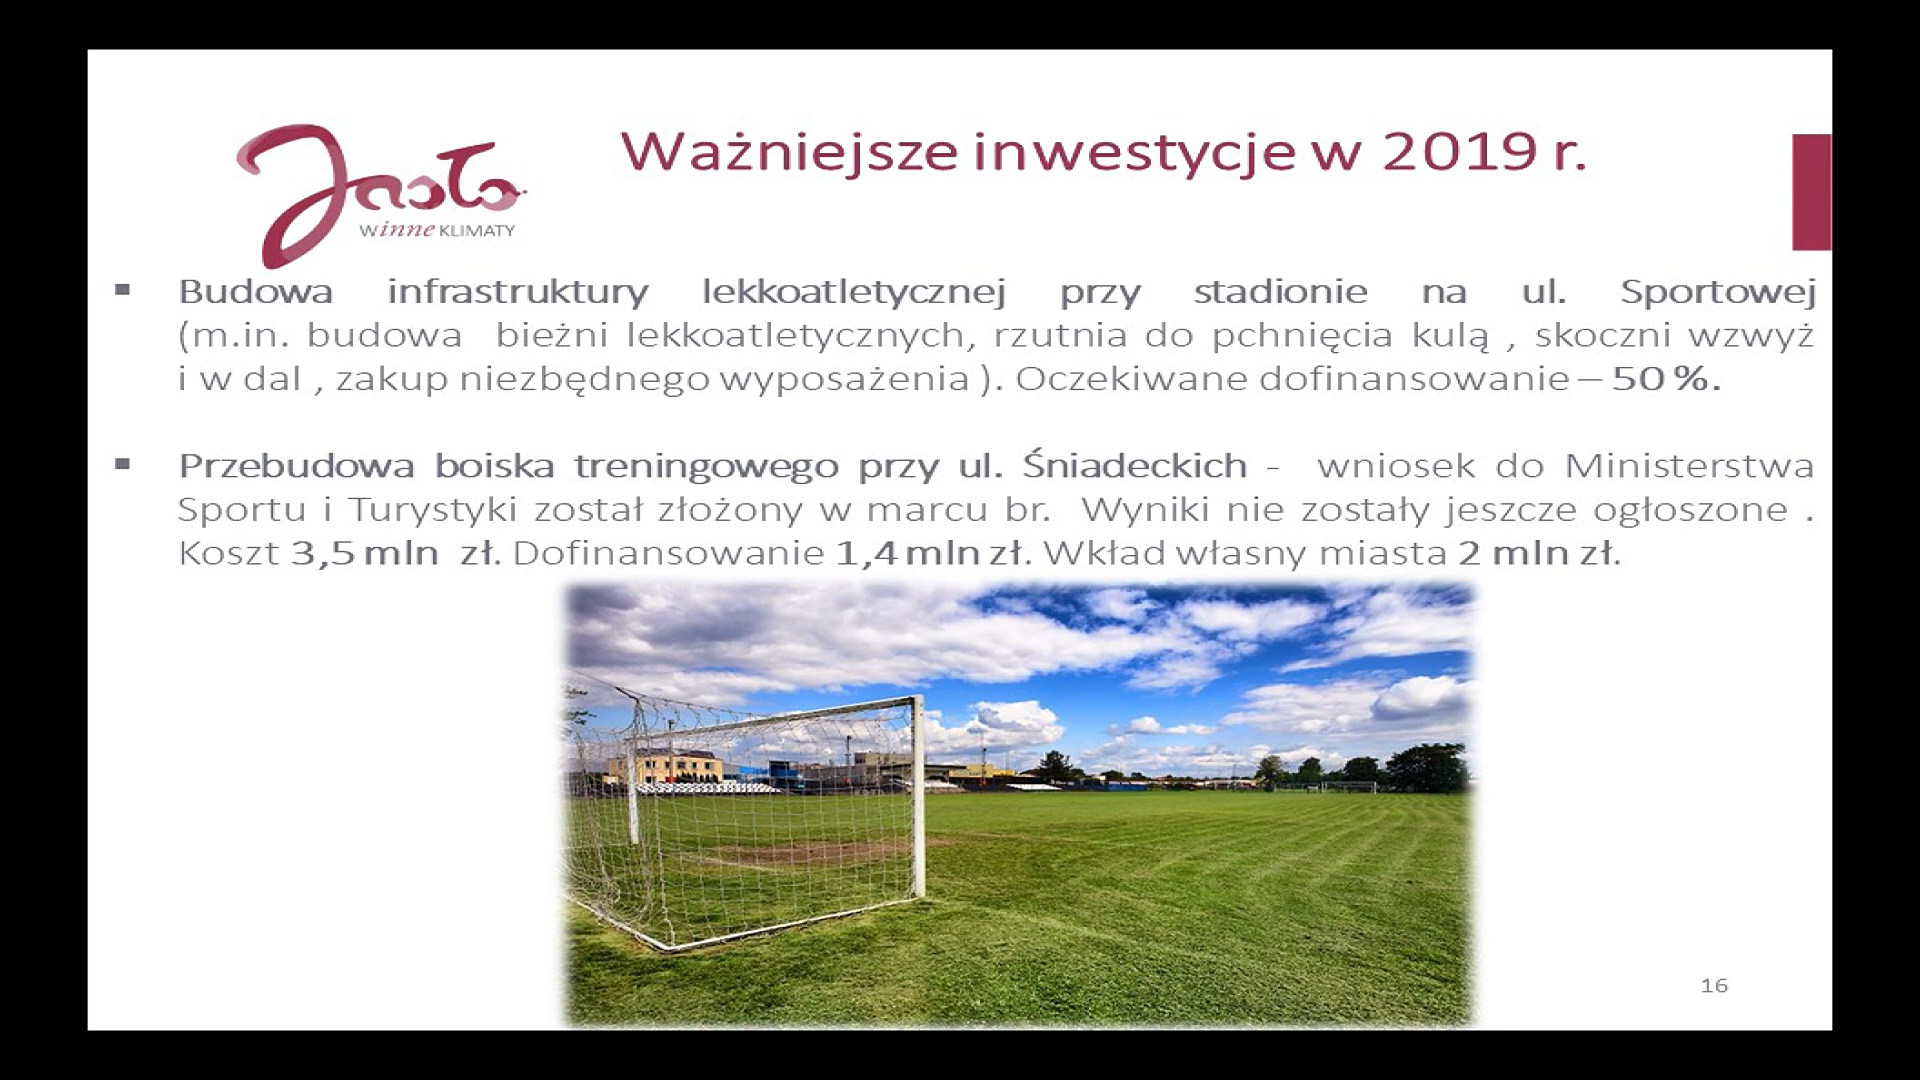 Jasło
Winne KLIMATY
Ważniejsze inwestycje w 2019 r.
▪ Budowa infrastruktury lekkoatletycznej przy stadionie na ul. Sportowej
(m.in. budowa bieżni lekkoatletycznych, rzutnia do pchnięcia kulą , skoczni wzwyż
i w dal , zakup niezbędnego wyposażenia ). Oczekiwane dofinansowanie – 50 %.
▪ Przebudowa boiska treningowego przy ul. Śniadeckich - wniosek do Ministerstwa
Sportu i Turystyki został złożony w marcu br. Wyniki nie zostały jeszcze ogłoszone .
Koszt 3,5 mln zł. Dofinansowanie 1,4 mln zł. Wkład własny miasta 2 mln zł.
16